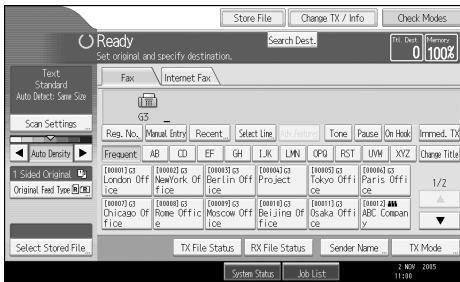 Store File
Change TX / Info
Check Modes
Ready
Search Dest.
Ttl. Dest.
0
Memory
100%
Set original and specify destination.
Text
Standard
Auto Detect: Same Size
Scan Settings
Auto Density
1 Sided Original
Original Feed Type
Select Stored File
Fax
Internet Fax
G3
Reg. No.
Manual Entry
Recent
Select Line
Adv Features
Tone
Pause
On Hook
Immed. TX
Frequent
AB
CD
EF
GH
IJK
LMN
OPQ
RST
UVW
XYZ
Change Title
[00001] G3
London Office
[00002] G3
NewYork Office
[00003] G3
Berlin Office
[00004] G3
Project
[00005] G3
Tokyo Office
[00006] G3
Paris Office
1/2
[00007] G3
Chicago Office
[00008] G3
Rome Office
[00009] G3
Moscow Office
[00010] G3
Beijing Office
[00011] G3
Osaka Office
[00012]
ABC Company
TX File Status
RX File Status
Sender Name
TX Mode
System Status
Job List
2 NOV 2005
11:00